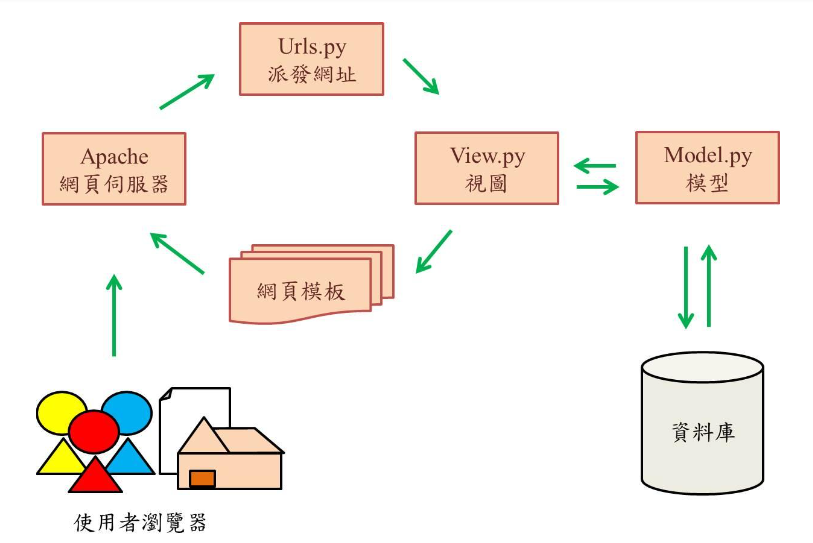 Urls.py
派發網址
Apache
網頁伺服器
View.py
視圖
Model.py
模型
網頁模板
資料庫
使用者瀏覽器